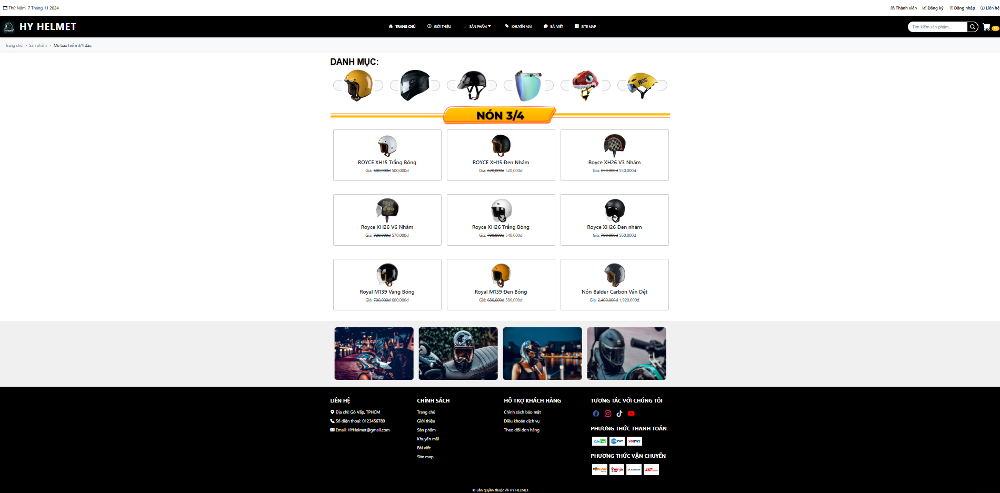 Thứ Năm, 7 Tháng 11 2024
Thành viên Đăng ký Đăng nhập Liên hệ
HY HELMET
TRANG CHỦ GIỚI THIỆU SẢN PHẨM KHUYẾN MÃI BÀI VIẾT SITE MAP
Tìm kiếm sản phẩm...
Trang chủ > Sản phẩm > Mũ bảo hiểm 3/4 đầu
DANH MỤC:
ROC
NÓN 3/4
ROYCE XH15 Trắng Bóng
Giá: 600,000đ 500,000đ
ROYCE XH15 Đen Nhám
Giá: 620,000đ 520,000đ
Royce XH26 V3 Nhám
Giá: 650,000đ 550,000đ
Royce XH26 V6 Nhám
Giá: 720,000đ 570,000đ
Royce XH26 Trắng Bóng
Giá: 700,000đ 540,000đ
Royce XH26 Đen nhám
Giá: 700,000đ 560,000đ
Royal M139 Vàng Bóng
Giá: 700,000đ 600,000đ
Royal M139 Đen Bóng
Giá: 680,000đ 580,000đ
Nón Balder Carbon Vân Dệt
Giá: 2,400,000đ 1,920,000đ
LIÊN HỆ
Địa chỉ: Gò Vấp, TPHCM
Số điện thoại: 0123456789
Email: HYHelmet@gmail.com
CHÍNH SÁCH
Trang chủ
Giới thiệu
Sản phẩm
Khuyến mãi
Bài viết
Site map
HỖ TRỢ KHÁCH HÀNG
Chính sách bảo mật
Điều khoản dịch vụ
Theo dõi đơn hàng
TƯƠNG TÁC VỚI CHÚNG TÔI
PHƯƠNG THỨC THANH TOÁN
ZaloPay VNPAY
PHƯƠNG THỨC VẬN CHUYỂN
GHN ninja Ahamove J&T
© Bản quyền thuộc về HY HELMET.